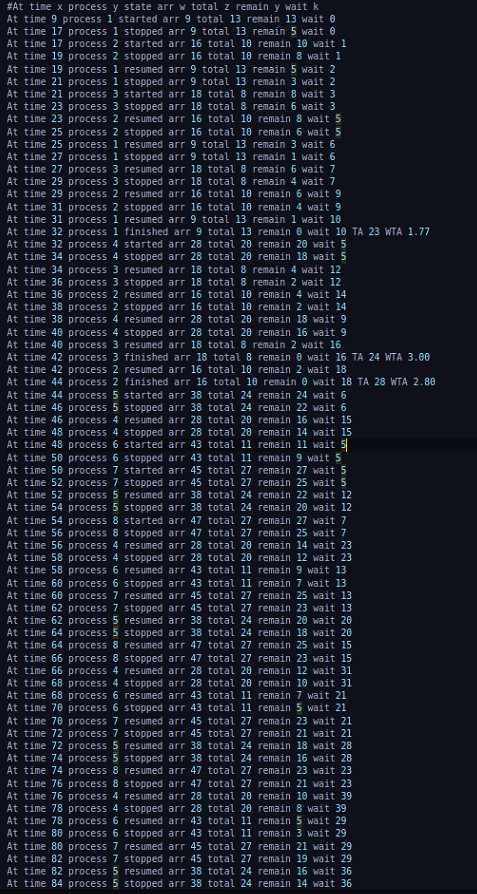 #At time x process y state arr w total z remain y wait k
At time 9 process 1 started arr 9 total 13 remain 13 wait 0
At time 17 process 1 stopped arr 9 total 13 remain 5 wait 0
At time 17 process 2 started arr 16 total 10 remain 10 wait 1
At time 19 process 2 stopped arr 16 total 10 remain 8 wait 1
At time 19 process 1 resumed arr 9 total 13 remain 5 wait 2
At time 21 process 1 stopped arr 9 total 13 remain 3 wait 2
At time 21 process 3 started arr 18 total 8 remain 8 wait 3
At time 23 process 3 stopped arr 18 total 8 remain 6 wait 3
At time 23 process 2 resumed arr 16 total 10 remain 8 wait 5
At time 25 process 2 stopped arr 16 total 10 remain 6 wait 5
At time 25 process 1 resumed arr 9 total 13 remain 3 wait 6
At time 27 process 1 stopped arr 9 total 13 remain 1 wait 6
At time 27 process 3 resumed arr 18 total 8 remain 6 wait 7
At time 29 process 3 stopped arr 18 total 8 remain 4 wait 7
At time 29 process 2 resumed arr 16 total 10 remain 6 wait 9
At time 31 process 2 stopped arr 16 total 10 remain 4 wait 9
At time 31 process 1 resumed arr 9 total 13 remain 1 wait 10
At time 32 process 1 finished arr 9 total 13 remain 0 wait 10 TA 23 WTA 1.77
At time 32 process 4 started arr 28 total 20 remain 20 wait 5
At time 34 process 4 stopped arr 28 total 20 remain 18 wait 5
At time 34 process 3 resumed arr 18 total 8 remain 4 wait 12
At time 36 process 3 stopped arr 18 total 8 remain 2 wait 12
At time 36 process 2 resumed arr 16 total 10 remain 4 wait 14
At time 38 process 2 stopped arr 16 total 10 remain 2 wait 14
At time 38 process 4 resumed arr 28 total 20 remain 18 wait 9
At time 40 process 4 stopped arr 28 total 20 remain 16 wait 9
At time 40 process 3 resumed arr 18 total 8 remain 2 wait 16
At time 42 process 3 finished arr 18 total 8 remain 0 wait 16 TA 24 WTA 3.00
At time 42 process 2 resumed arr 16 total 10 remain 2 wait 18
At time 44 process 2 finished arr 16 total 10 remain 0 wait 18 TA 28 WTA 2.80
At time 44 process 5 started arr 38 total 24 remain 24 wait 6
At time 46 process 5 stopped arr 38 total 24 remain 22 wait 6
At time 46 process 4 resumed arr 28 total 20 remain 16 wait 15
At time 48 process 4 stopped arr 28 total 20 remain 14 wait 15
At time 48 process 6 started arr 43 total 11 remain 11 wait 5
At time 50 process 6 stopped arr 43 total 11 remain 9 wait 5
At time 50 process 7 started arr 45 total 27 remain 27 wait 5
At time 52 process 7 stopped arr 45 total 27 remain 25 wait 5
At time 52 process 5 resumed arr 38 total 24 remain 22 wait 12
At time 54 process 5 stopped arr 38 total 24 remain 20 wait 12
At time 54 process 8 started arr 47 total 27 remain 27 wait 7
At time 56 process 8 stopped arr 47 total 27 remain 25 wait 7
At time 56 process 4 resumed arr 28 total 20 remain 14 wait 23
At time 58 process 4 stopped arr 28 total 20 remain 12 wait 23
At time 58 process 6 resumed arr 43 total 11 remain 9 wait 13
At time 60 process 6 stopped arr 43 total 11 remain 7 wait 13
At time 60 process 7 resumed arr 45 total 27 remain 25 wait 13
At time 62 process 7 stopped arr 45 total 27 remain 23 wait 13
At time 62 process 5 resumed arr 38 total 24 remain 20 wait 20
At time 64 process 5 stopped arr 38 total 24 remain 18 wait 20
At time 64 process 8 resumed arr 47 total 27 remain 25 wait 15
At time 66 process 8 stopped arr 47 total 27 remain 23 wait 15
At time 66 process 4 resumed arr 28 total 20 remain 12 wait 31
At time 68 process 4 stopped arr 28 total 20 remain 10 wait 31
At time 68 process 6 resumed arr 43 total 11 remain 7 wait 21
At time 70 process 6 stopped arr 43 total 11 remain 5 wait 21
At time 70 process 7 resumed arr 45 total 27 remain 23 wait 21
At time 72 process 7 stopped arr 45 total 27 remain 21 wait 21
At time 72 process 5 resumed arr 38 total 24 remain 18 wait 28
At time 74 process 5 stopped arr 38 total 24 remain 16 wait 28
At time 74 process 8 resumed arr 47 total 27 remain 23 wait 23
At time 76 process 8 stopped arr 47 total 27 remain 21 wait 23
At time 76 process 4 resumed arr 28 total 20 remain 10 wait 39
At time 78 process 4 stopped arr 28 total 20 remain 8 wait 39
At time 78 process 6 resumed arr 43 total 11 remain 5 wait 29
At time 80 process 6 stopped arr 43 total 11 remain 3 wait 29
At time 80 process 7 resumed arr 45 total 27 remain 21 wait 29
At time 82 process 7 stopped arr 45 total 27 remain 19 wait 29
At time 82 process 5 resumed arr 38 total 24 remain 16 wait 36
At time 84 process 5 stopped arr 38 total 24 remain 14 wait 36